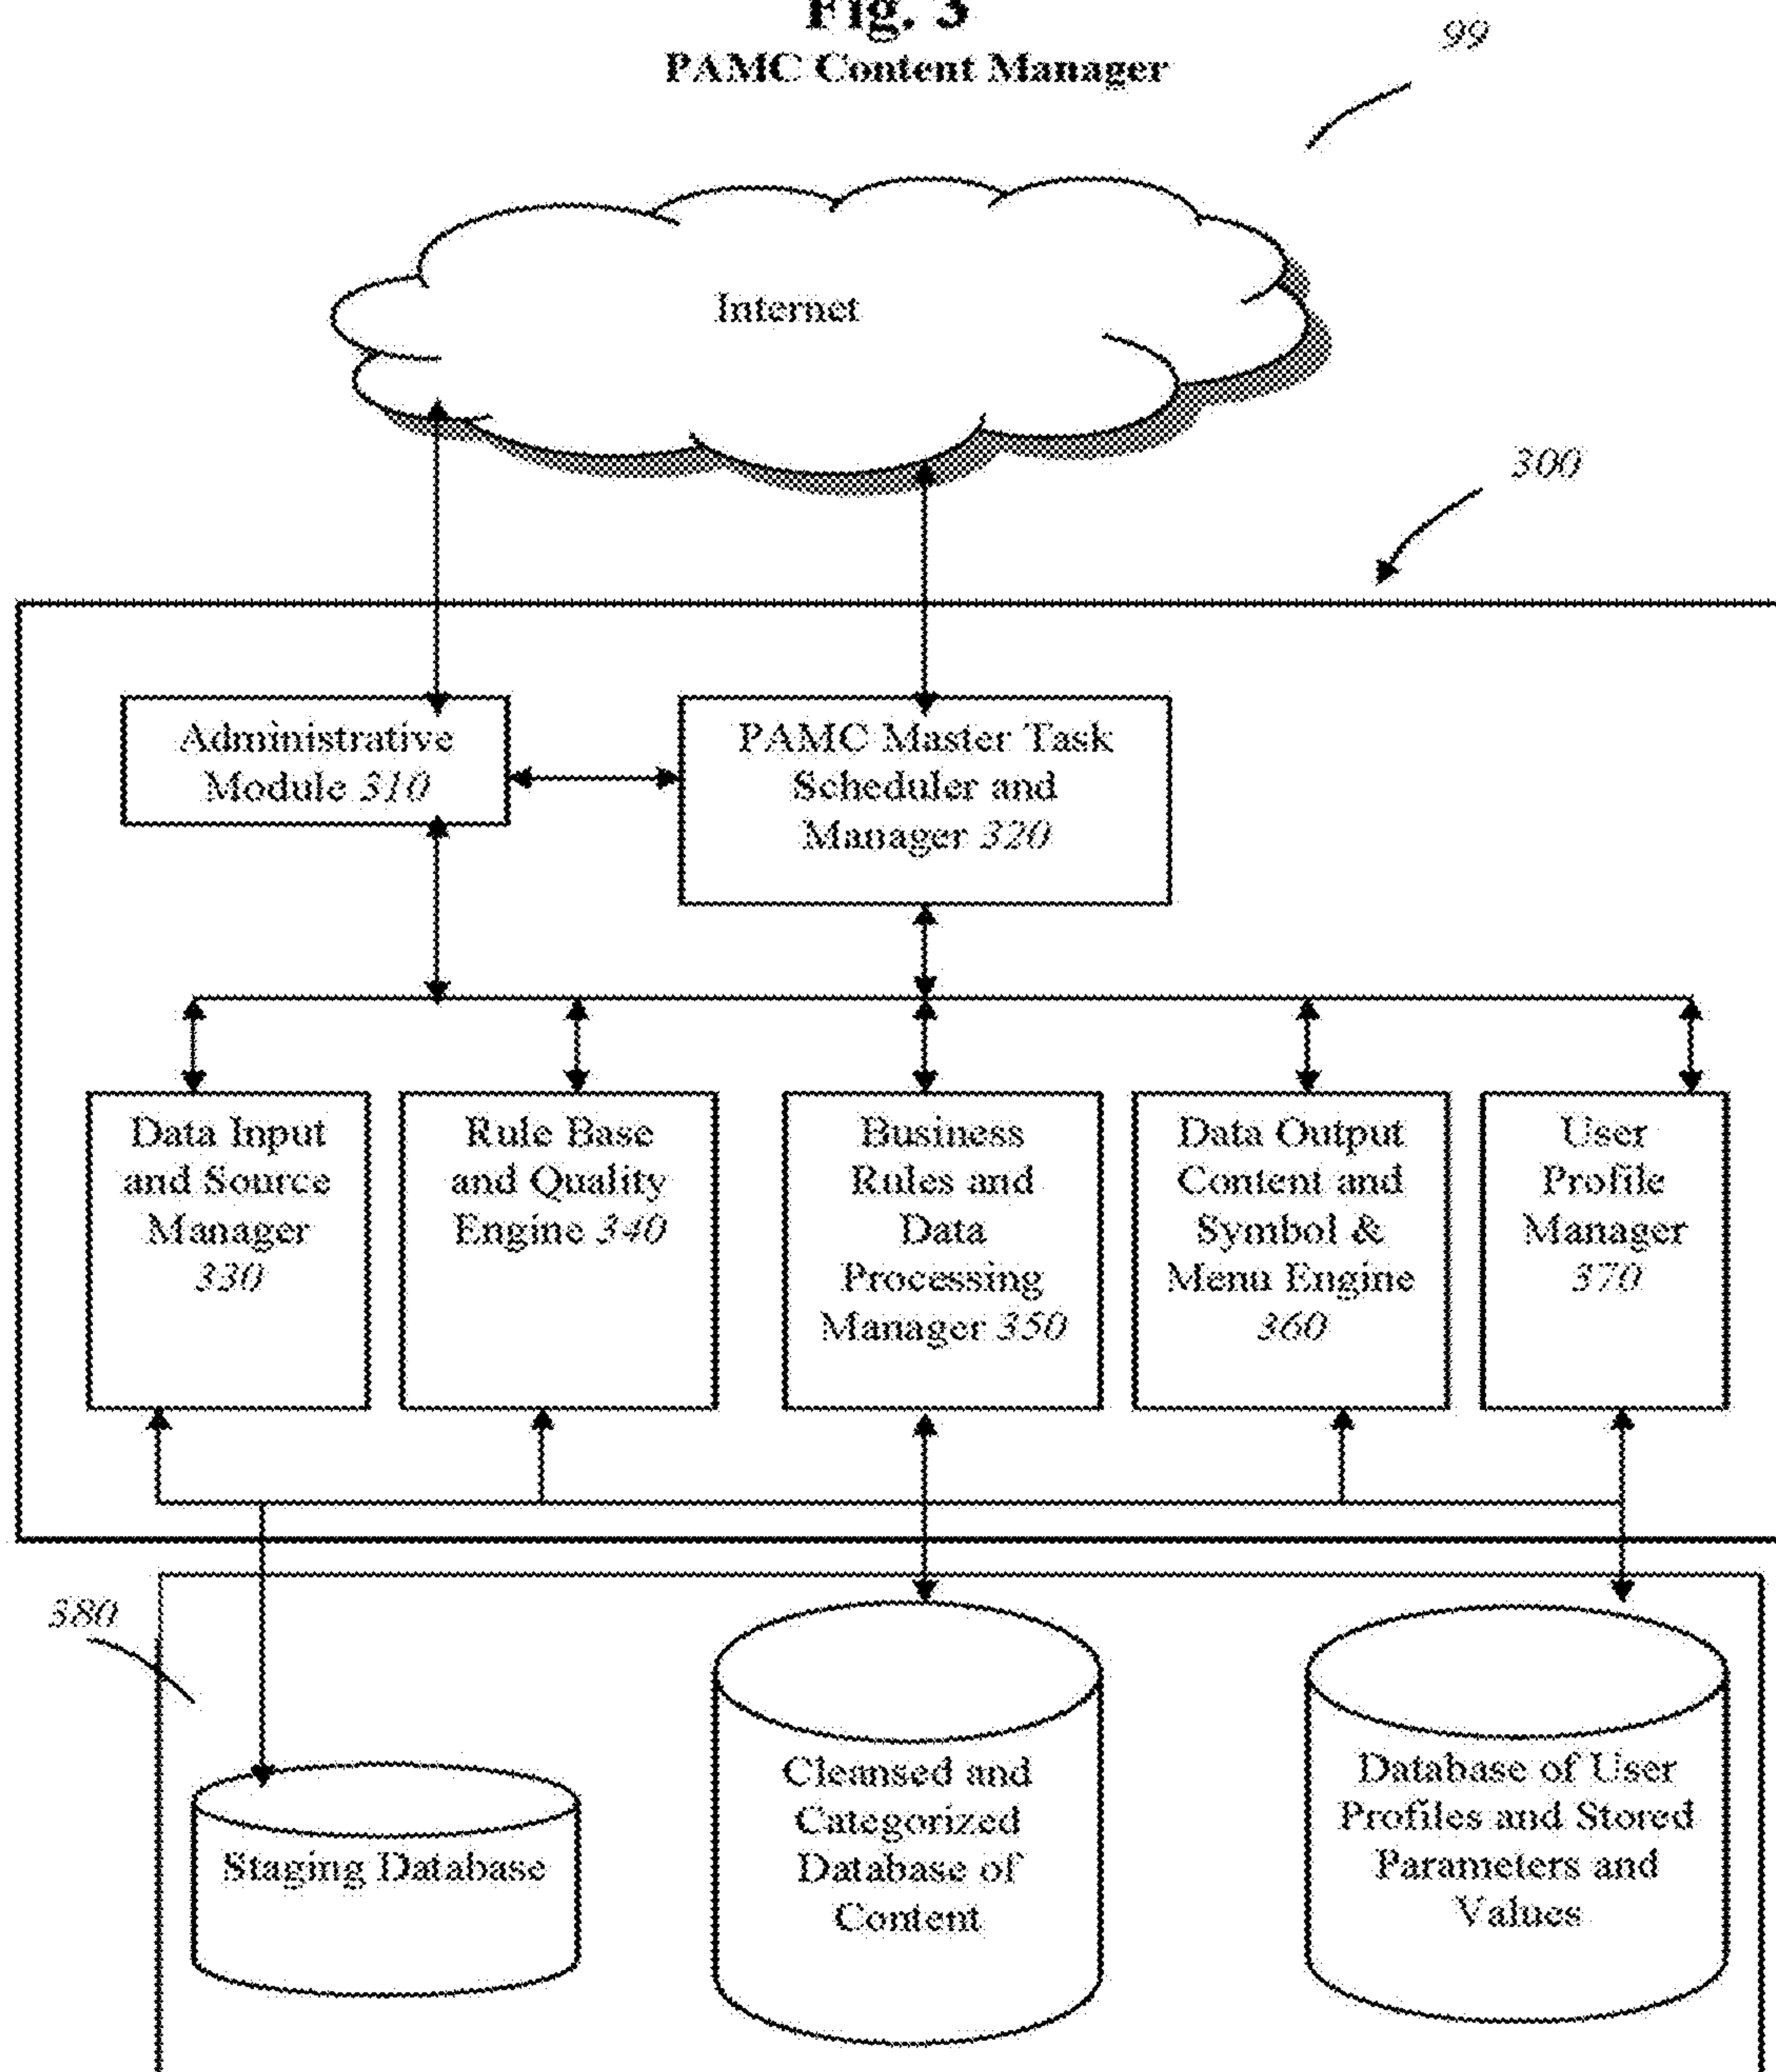 Fig. 3
PAMC Content Manager
99
Internet
300
Administrative
Module 310
PAMC Master Task
Scheduler and
Manager 320
Data Input
and Source
Manager
330
Rule Base
and Quality
Engine 340
Business
Rules and
Data
Processing
Manager 350
Data Output
Content and
Symbol &
Menu Engine
360
User
Profile
Manager
370
380
Staging Database
Cleansed and
Categorized
Database of
Content
Database of User
Profiles and Stored
Parameters and
Values